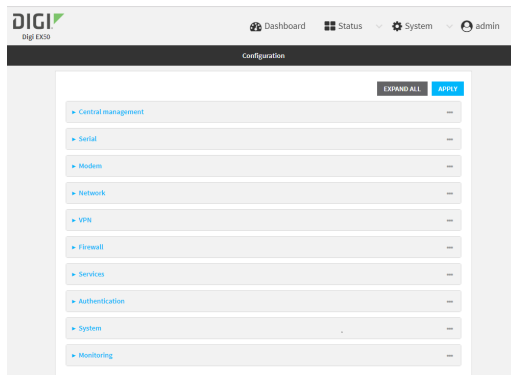 DIGI
Digi EX50
Dashboard Status System admin
Configuration
EXPAND ALL APPLY
Central management
Serial
Modem
Network
VPN
Firewall
Services
Authentication
System
Monitoring